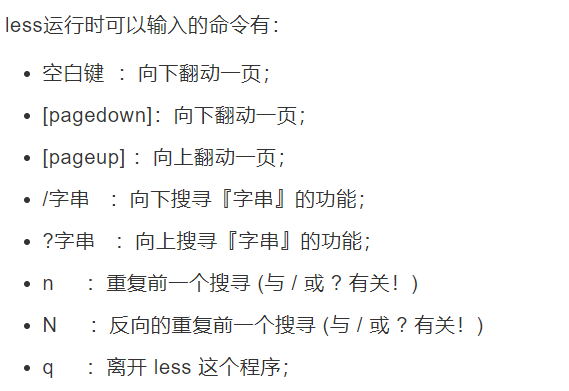 less运行时可以输入的命令有：
空白键 ：向下翻动一页；
[pagedown]：向下翻动一页；
[pageup] ：向上翻动一页；
/字串 ：向下搜寻『字串』的功能；
?字串 ：向上搜寻『字串』的功能；
n ：重复前一个搜寻 (与 / 或 ? 有关！)
N ：反向的重复前一个搜寻 (与 / 或 ? 有关！)
q ：离开 less 这个程序；